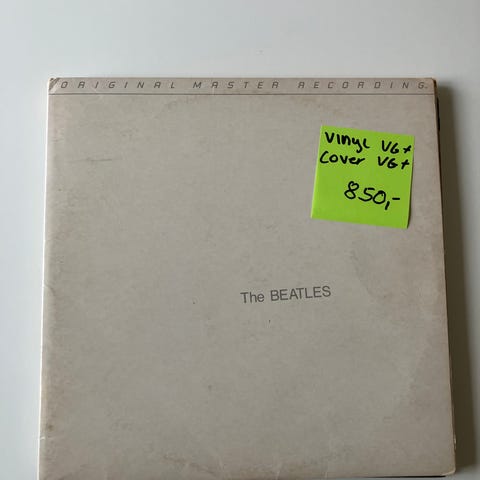 ORIGINAL MASTER RECORDING
Vinyl VG+
Cover VG+
850,-
The BEATLES